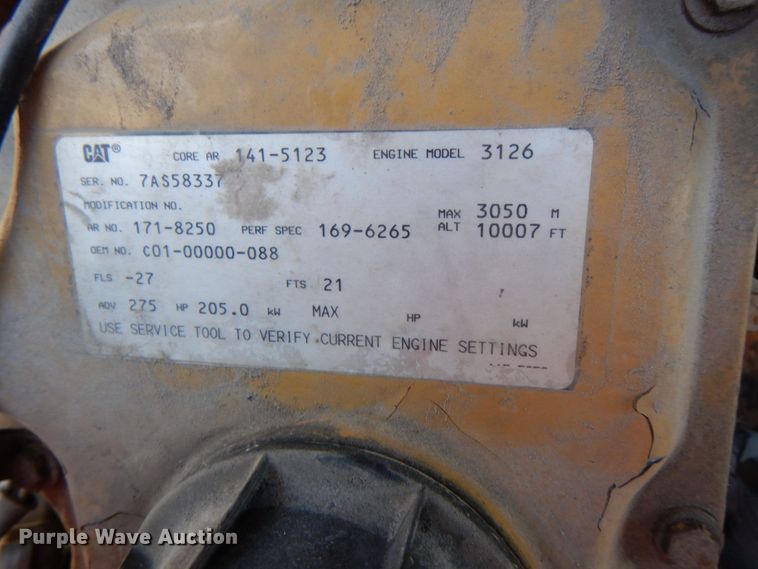 CAT® CORE AR 141-5123 ENGINE MODEL 3126
SER. NO. 7AS58337
MODIFICATION NO.
AR NO. 171-8250 PERF SPEC 169-6265 MAX ALT 3050 M 10007 FT
OEM NO. C01-00000-088
FLS -27 FTS 21
ADV 275 HP 205.0 kW MAX HP kW
USE SERVICE TOOL TO VERIFY CURRENT ENGINE SETTINGS
Purple Wave Auction®